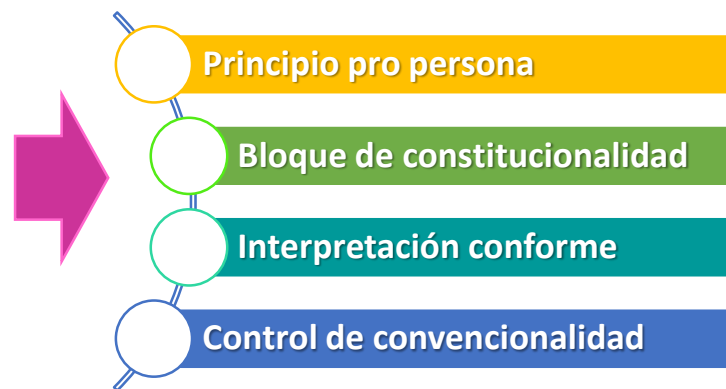 Principio pro persona
Bloque de constitucionalidad
Interpretación conforme
Control de convencionalidad